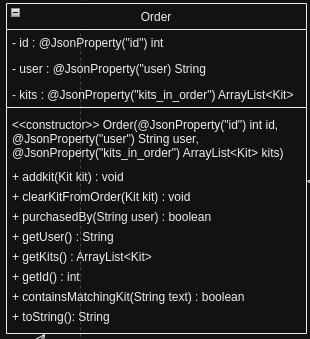 Order
- id : @JsonProperty("id") int
- user : @JsonProperty("user) String
- kits : @JsonProperty("kits_in_order") ArrayList<Kit>
<<constructor>> Order(@JsonProperty("id") int id,
@JsonProperty("user") String user,
@JsonProperty("kits_in_order") ArrayList<Kit> kits)
+ addkit(Kit kit) : void
+ clearKitFromOrder(Kit kit) : void
+ purchasedBy(String user) : boolean
+ getUser() : String
+ getKits() : ArrayList<Kit>
+ getId() : int
+ containsMatchingKit(String text) : boolean
+ toString(): String